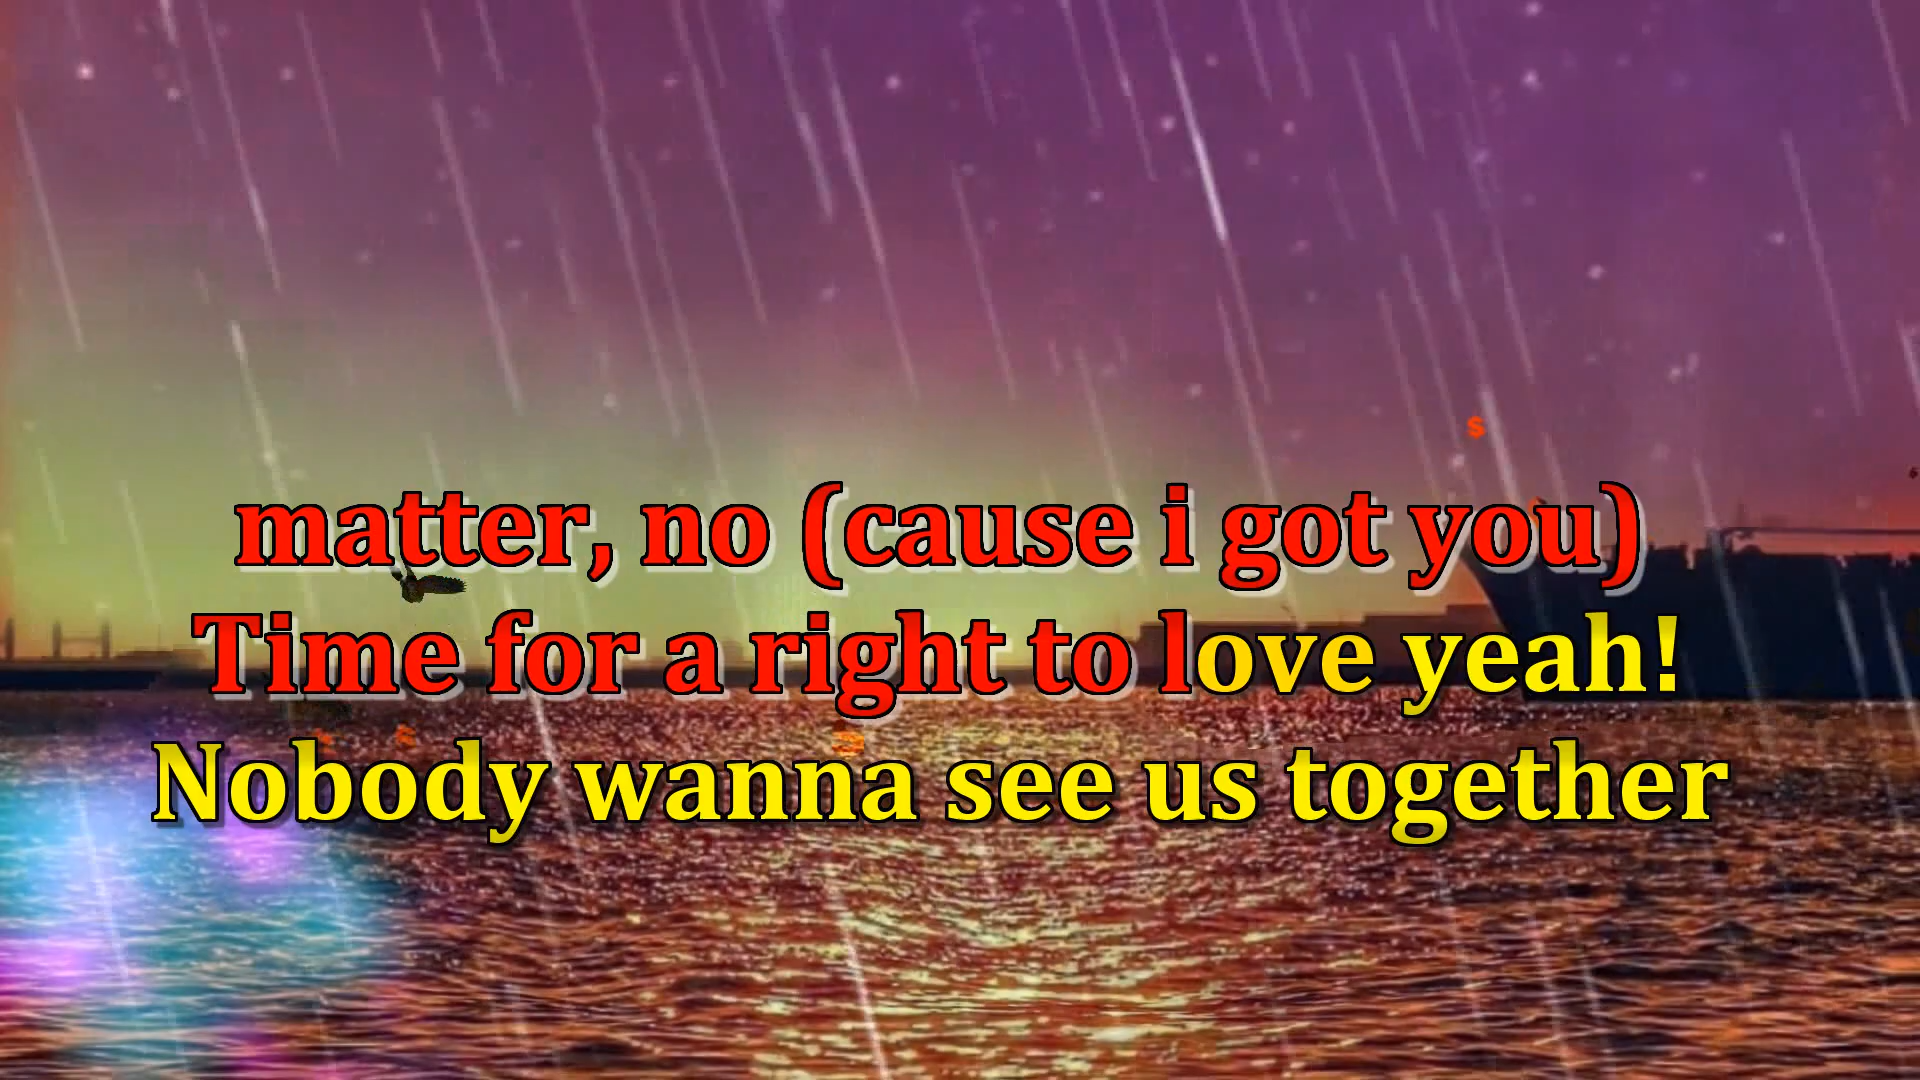 matter, no (cause i got you)
Time for a right to love yeah!
Nobody wanna see us together